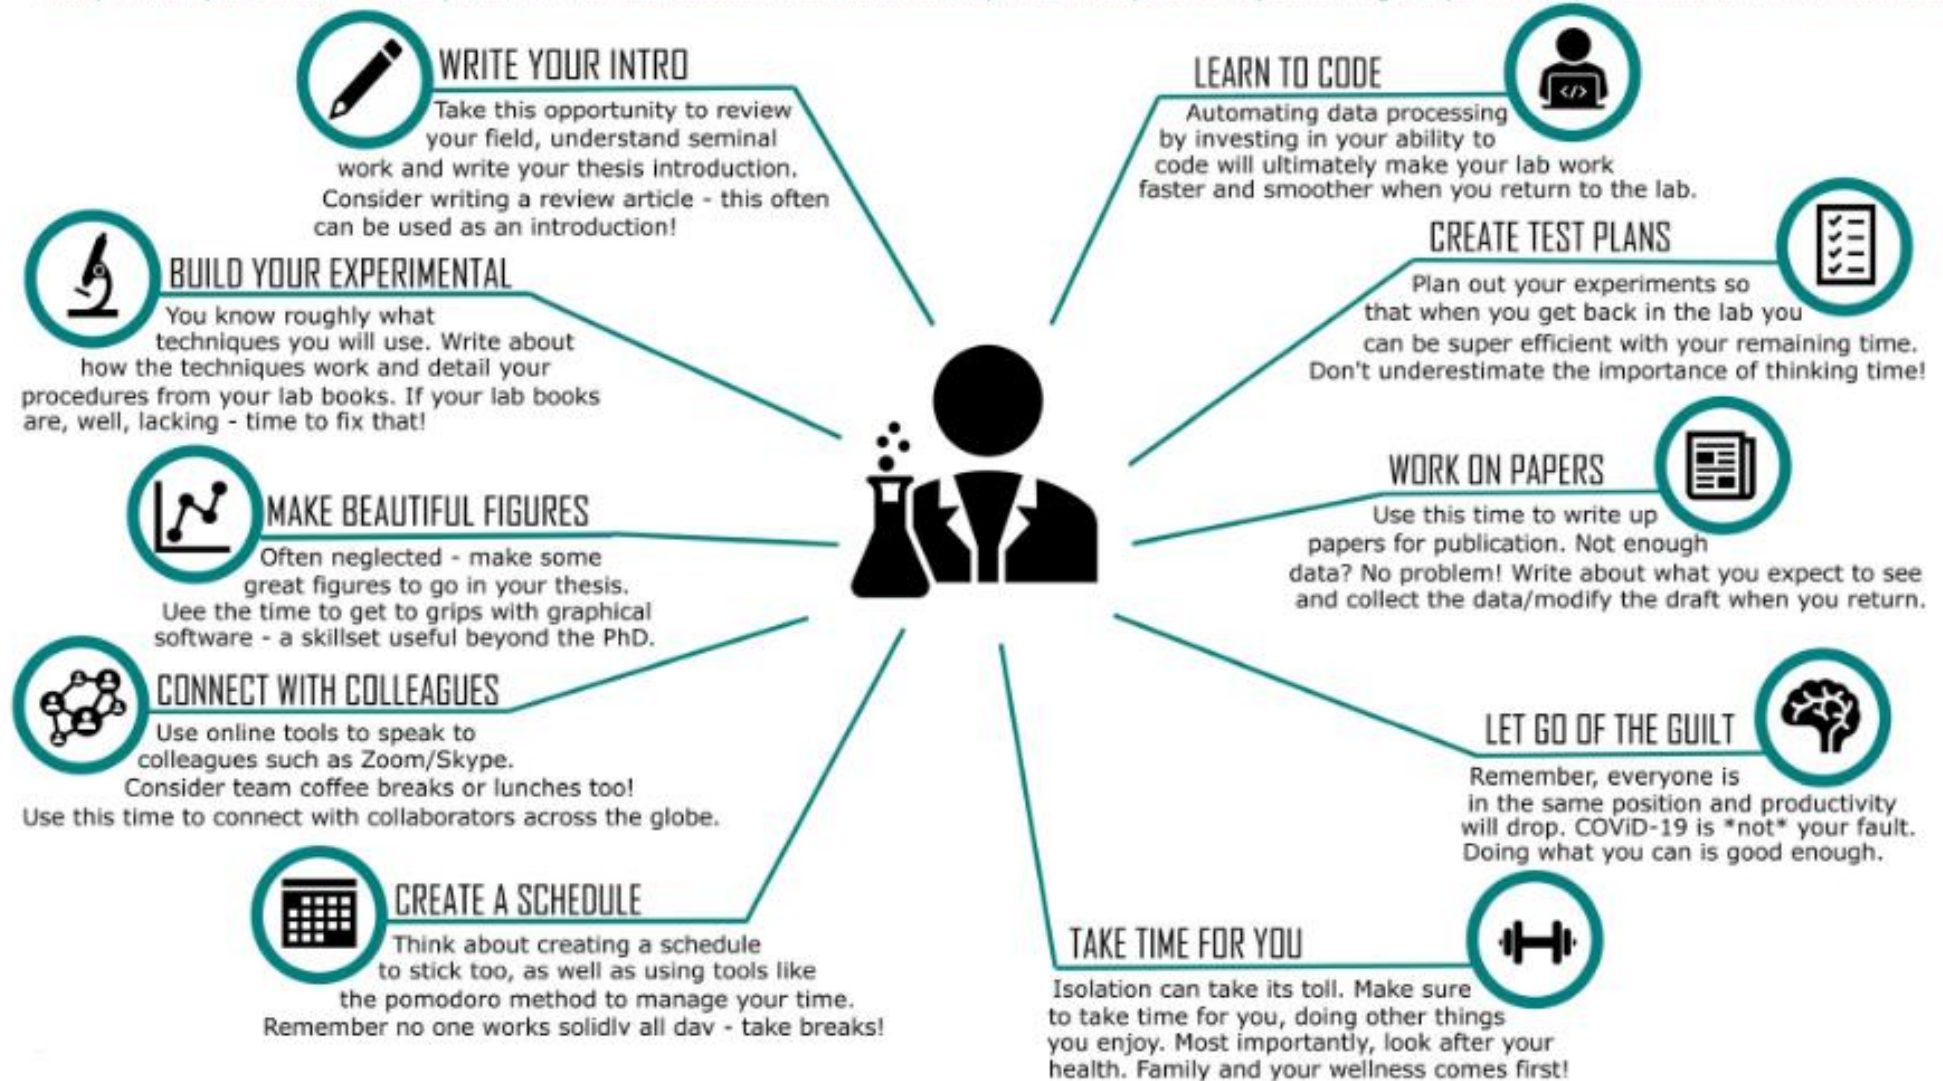 WRITE YOUR INTRO
Take this opportunity to review
your field, understand seminal
work and write your thesis introduction.
Consider writing a review article - this often
can be used as an introduction!
BUILD YOUR EXPERIMENTAL
You know roughly what
techniques you will use. Write about
how the techniques work and detail your
procedures from your lab books. If your lab books
are, well, lacking - time to fix that!
MAKE BEAUTIFUL FIGURES
Often neglected - make some
great figures to go in your thesis.
Uee the time to get to grips with graphical
software - a skillset useful beyond the PhD.
CONNECT WITH COLLEAGUES
Use online tools to speak to
colleagues such as Zoom/Skype.
Consider team coffee breaks or lunches too!
Use this time to connect with collaborators across the globe.
CREATE A SCHEDULE
Think about creating a schedule
to stick too, as well as using tools like
the pomodoro method to manage your time.
Remember no one works solidly all day - take breaks!
LEARN TO CODE
</>
Automating data processing
by investing in your ability to
code will ultimately make your lab work
faster and smoother when you return to the lab.
CREATE TEST PLANS
Plan out your experiments so
that when you get back in the lab you
can be super efficient with your remaining time.
Don't underestimate the importance of thinking time!
WORK ON PAPERS
Use this time to write up
papers for publication. Not enough
data? No problem! Write about what you expect to see
and collect the data/modify the draft when you return.
LET GO OF THE GUILT
Remember, everyone is
in the same position and productivity
will drop. COViD-19 is *not* your fault.
Doing what you can is good enough.
TAKE TIME FOR YOU
Isolation can take its toll. Make sure
to take time for you, doing other things
you enjoy. Most importantly, look after your
health. Family and your wellness comes first!